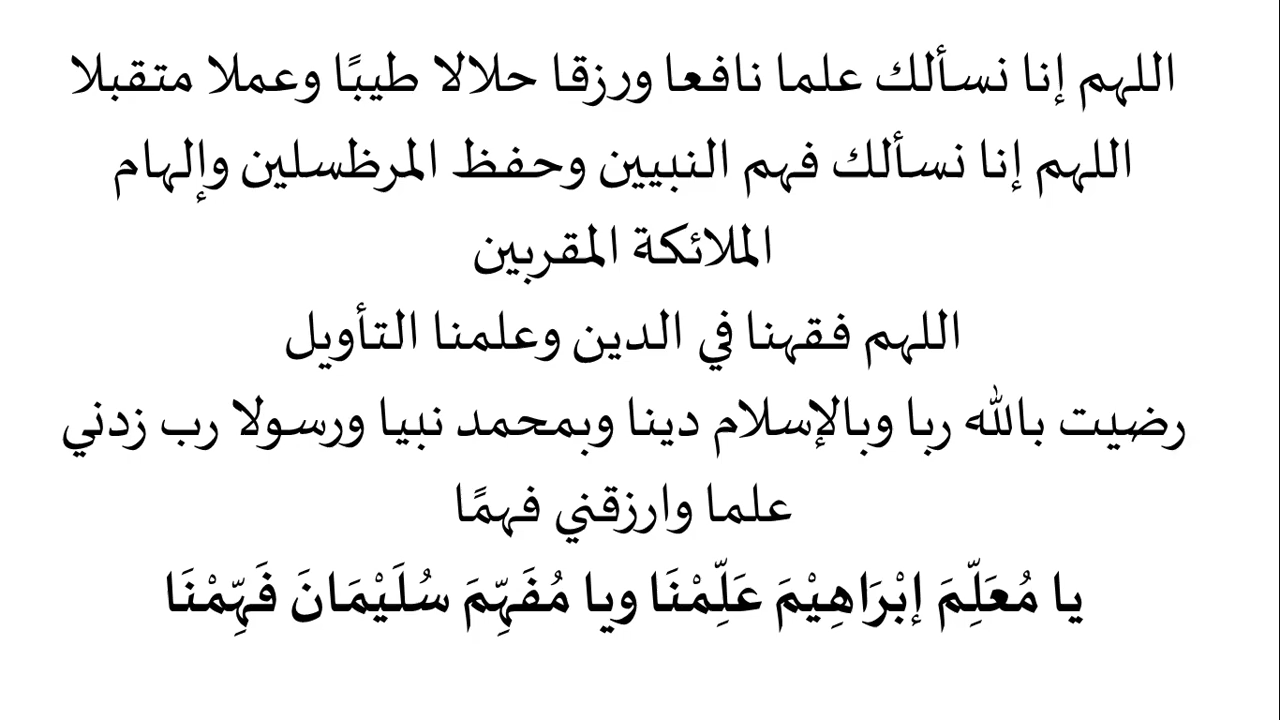 اللهم إنا نسألك علما نافعا ورزقا حلالا طيبًا وعملا متقبلا
اللهم إنا نسألك فهم النبيين وحفظ المرظسلين وإلهام
الملائكة المقربين
اللهم فقهنا في الدين وعلمنا التأويل
رضيت بالله ربا وبالإسلام دينا وبمحمد نبيا ورسولا رب زدني
علما وارزقني فهمًا
يا مُعَلِّمَ إبْرَاهِيْمَ عَلِّمْنَا ويا مُفَهِّمَ سُلَيْمَانَ فَهِّمْنَا